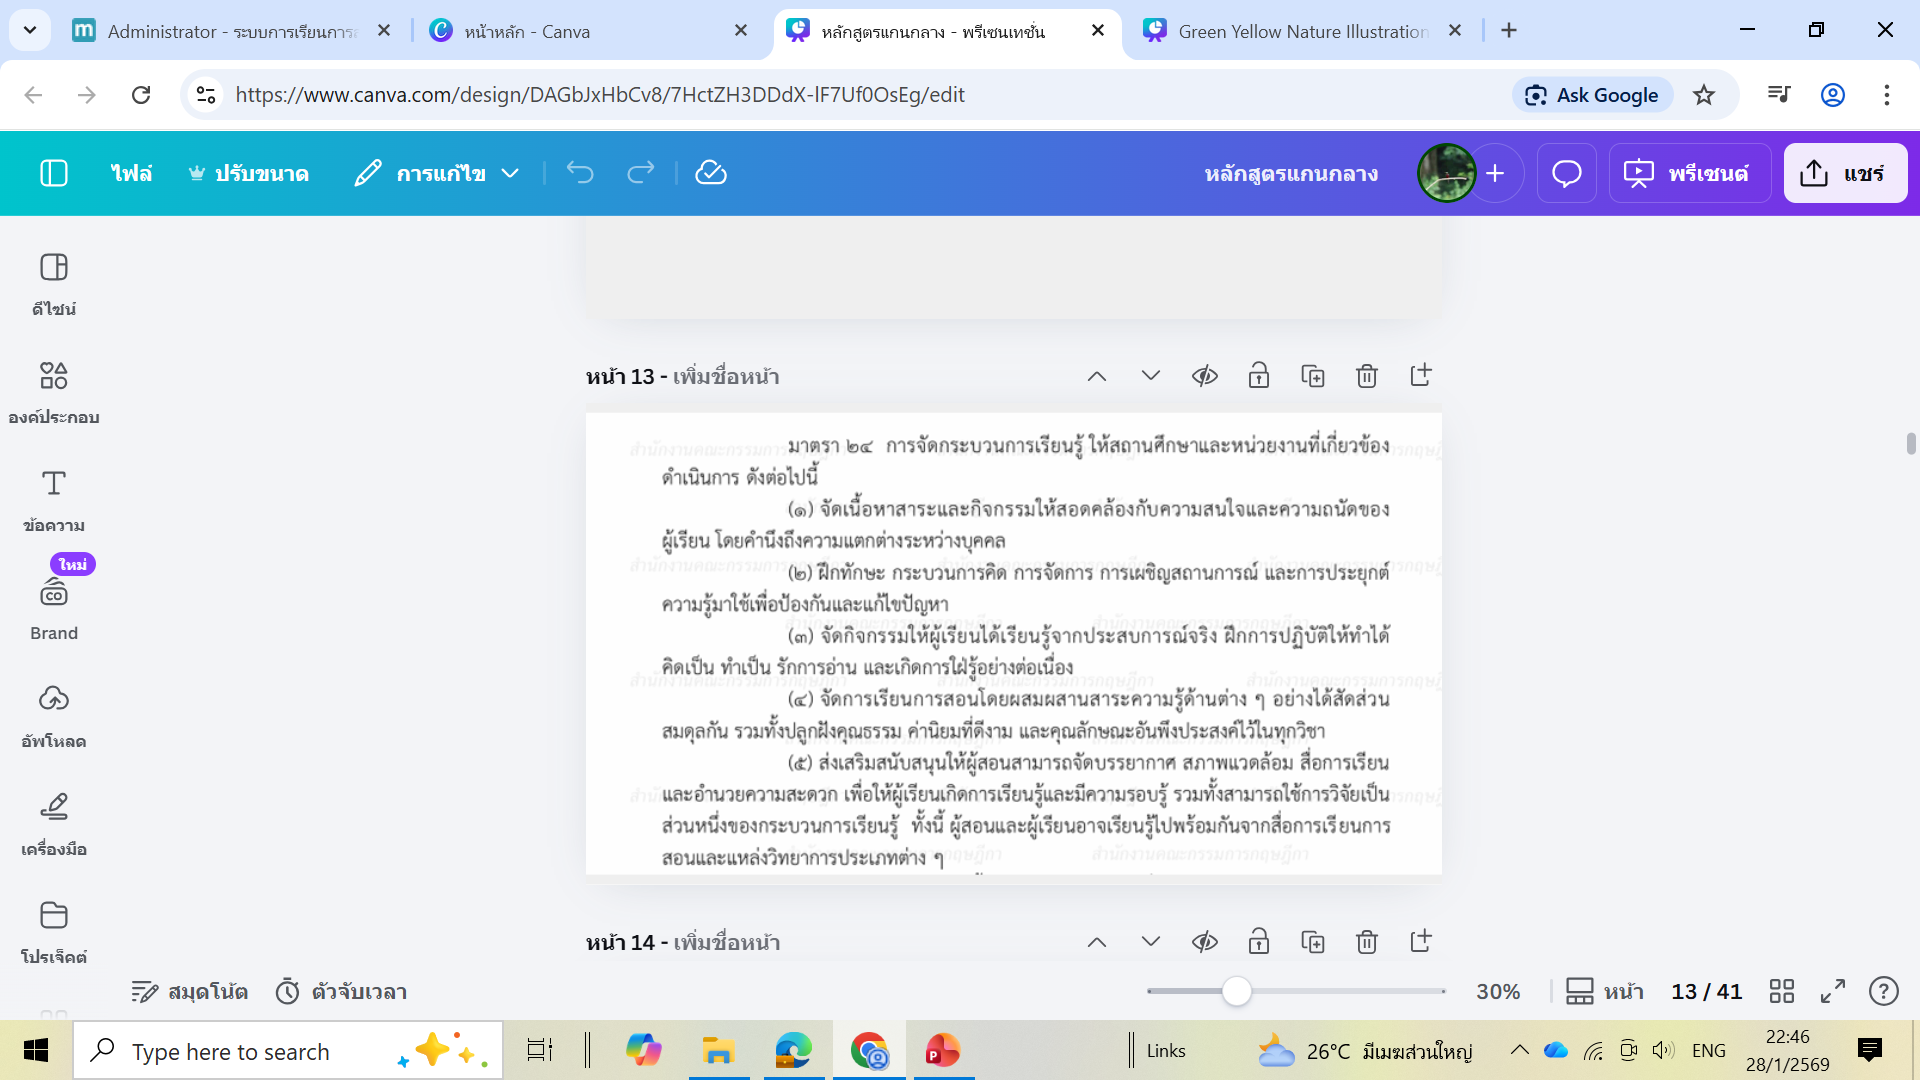 Administrator - ระบบการเรียนการส
หน้าหลัก - Canva
หลักสูตรแกนกลาง - พรีเซนเทชั่น
Green Yellow Nature Illustration
https://www.canva.com/design/DAGbJxHbCv8/7HctZH3DDdX-lF7Uf0OsEg/edit
Ask Google
ไฟล์
ปรับขนาด
การแก้ไข
หลักสูตรแกนกลาง
พรีเซนต์
แชร์
ดีไซน์
องค์ประกอบ
ข้อความ
ใหม่
Brand
อัพโหลด
เครื่องมือ
โปรเจ็คต์
หน้า 13 - เพิ่มชื่อหน้า
มาตรา ๒๔ การจัดกระบวนการเรียนรู้ ให้สถานศึกษาและหน่วยงานที่เกี่ยวข้อง
ดำเนินการ ดังต่อไปนี้
(๑) จัดเนื้อหาสาระและกิจกรรมให้สอดคล้องกับความสนใจและความถนัดของ
ผู้เรียน โดยคำนึงถึงความแตกต่างระหว่างบุคคล
(๒) ฝึกทักษะ กระบวนการคิด การจัดการ การเผชิญสถานการณ์ และการประยุกต์
ความรู้มาใช้เพื่อป้องกันและแก้ไขปัญหา
(๓) จัดกิจกรรมให้ผู้เรียนได้เรียนรู้จากประสบการณ์จริง ฝึกการปฏิบัติให้ทำได้
คิดเป็น ทำเป็น รักการอ่าน และเกิดการใฝ่รู้อย่างต่อเนื่อง
(๔) จัดการเรียนการสอนโดยผสมผสานสาระความรู้ด้านต่าง ๆ อย่างได้สัดส่วน
สมดุลกัน รวมทั้งปลูกฝังคุณธรรม ค่านิยมที่ดีงาม และคุณลักษณะอันพึงประสงค์ไว้ในทุกวิชา
(๕) ส่งเสริมสนับสนุนให้ผู้สอนสามารถจัดบรรยากาศ สภาพแวดล้อม สื่อการเรียน
และอำนวยความสะดวก เพื่อให้ผู้เรียนเกิดการเรียนรู้และมีความรอบรู้ รวมทั้งสามารถใช้การวิจัยเป็น
ส่วนหนึ่งของกระบวนการเรียนรู้ ทั้งนี้ ผู้สอนและผู้เรียนอาจเรียนรู้ไปพร้อมกันจากสื่อการเรียนการ
สอนและแหล่งวิทยาการประเภทต่าง ๆ
หน้า 14 - เพิ่มชื่อหน้า
สมุดโน้ต
ตัวจับเวลา
30%
หน้า
13 / 41
Type here to search
Links
26°C มีเมฆส่วนใหญ่
ENG
22:46
28/1/2569